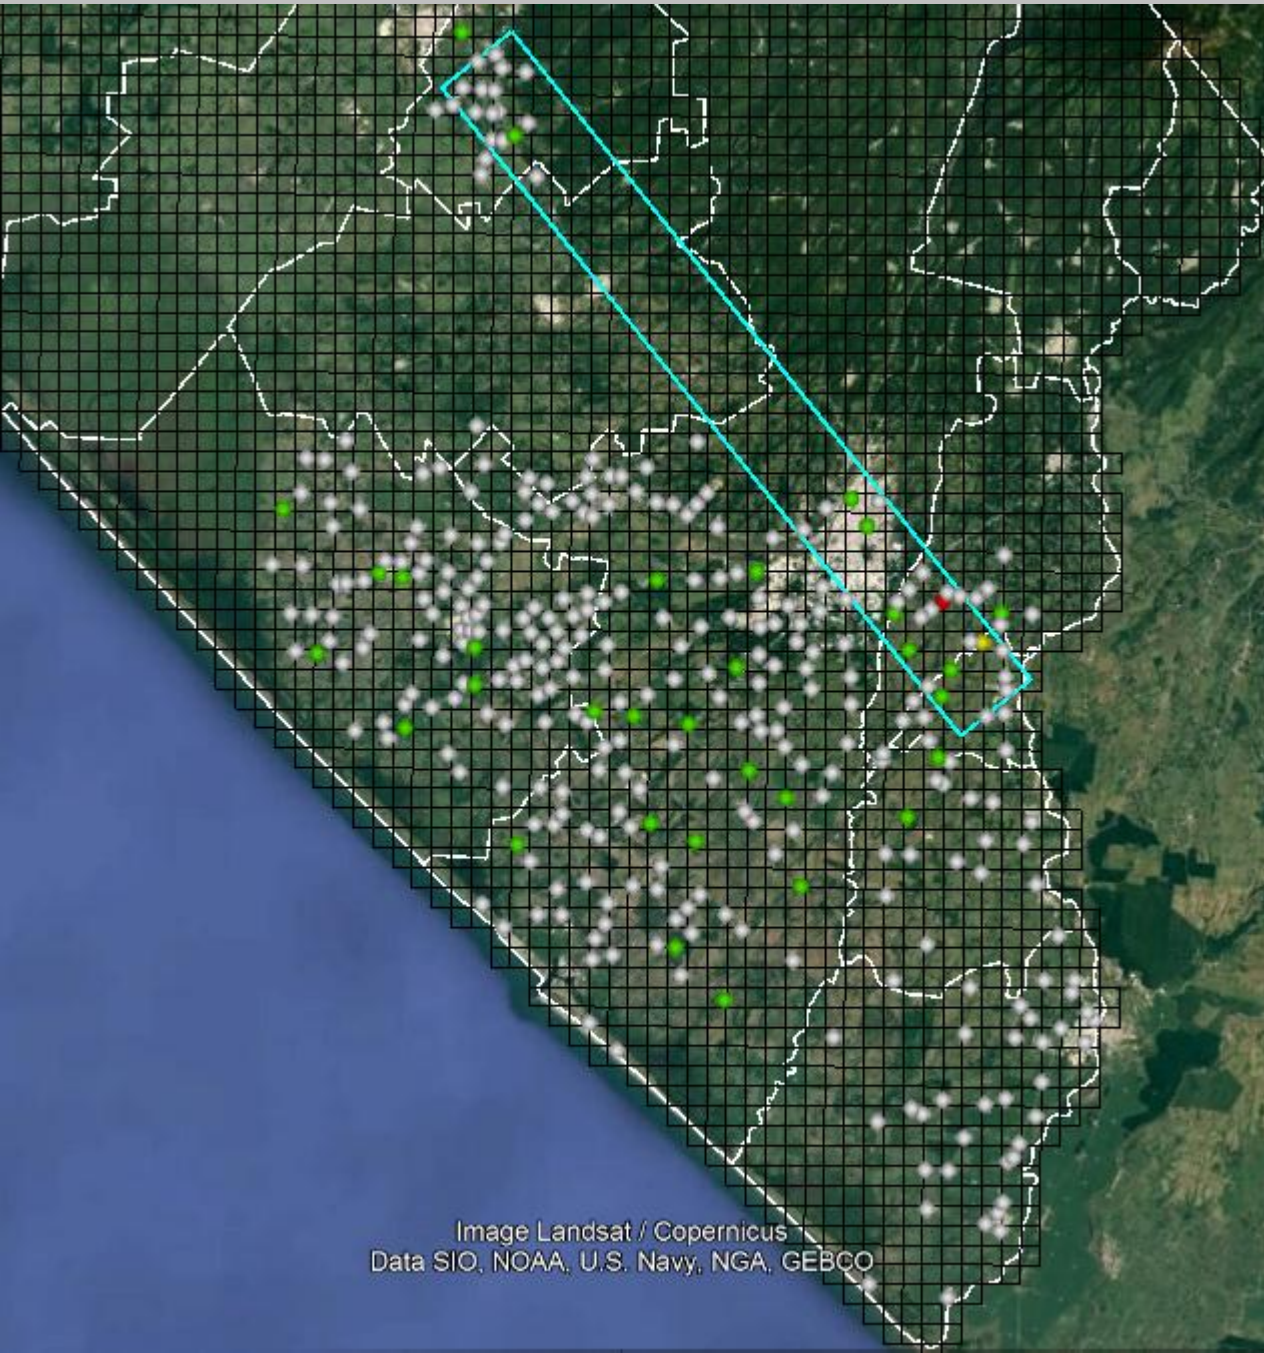 Image Landsat / Copernicus
Data SIO, NOAA, U.S. Navy, NGA, GEBCO